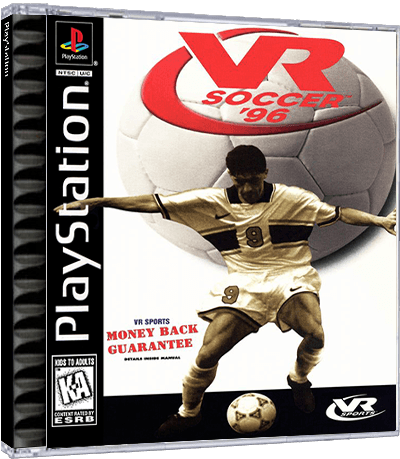 PlayStation
PlayStation
NTSC U/C
PlayStation
VR
SOCCER
'96
9
9
VR SPORTS
MONEY BACK
GUARANTEE
DETAILS INSIDE MANUAL
KIDS TO ADULTS
K-A
CONTENT RATED BY
ESRB
VR
SPORTS